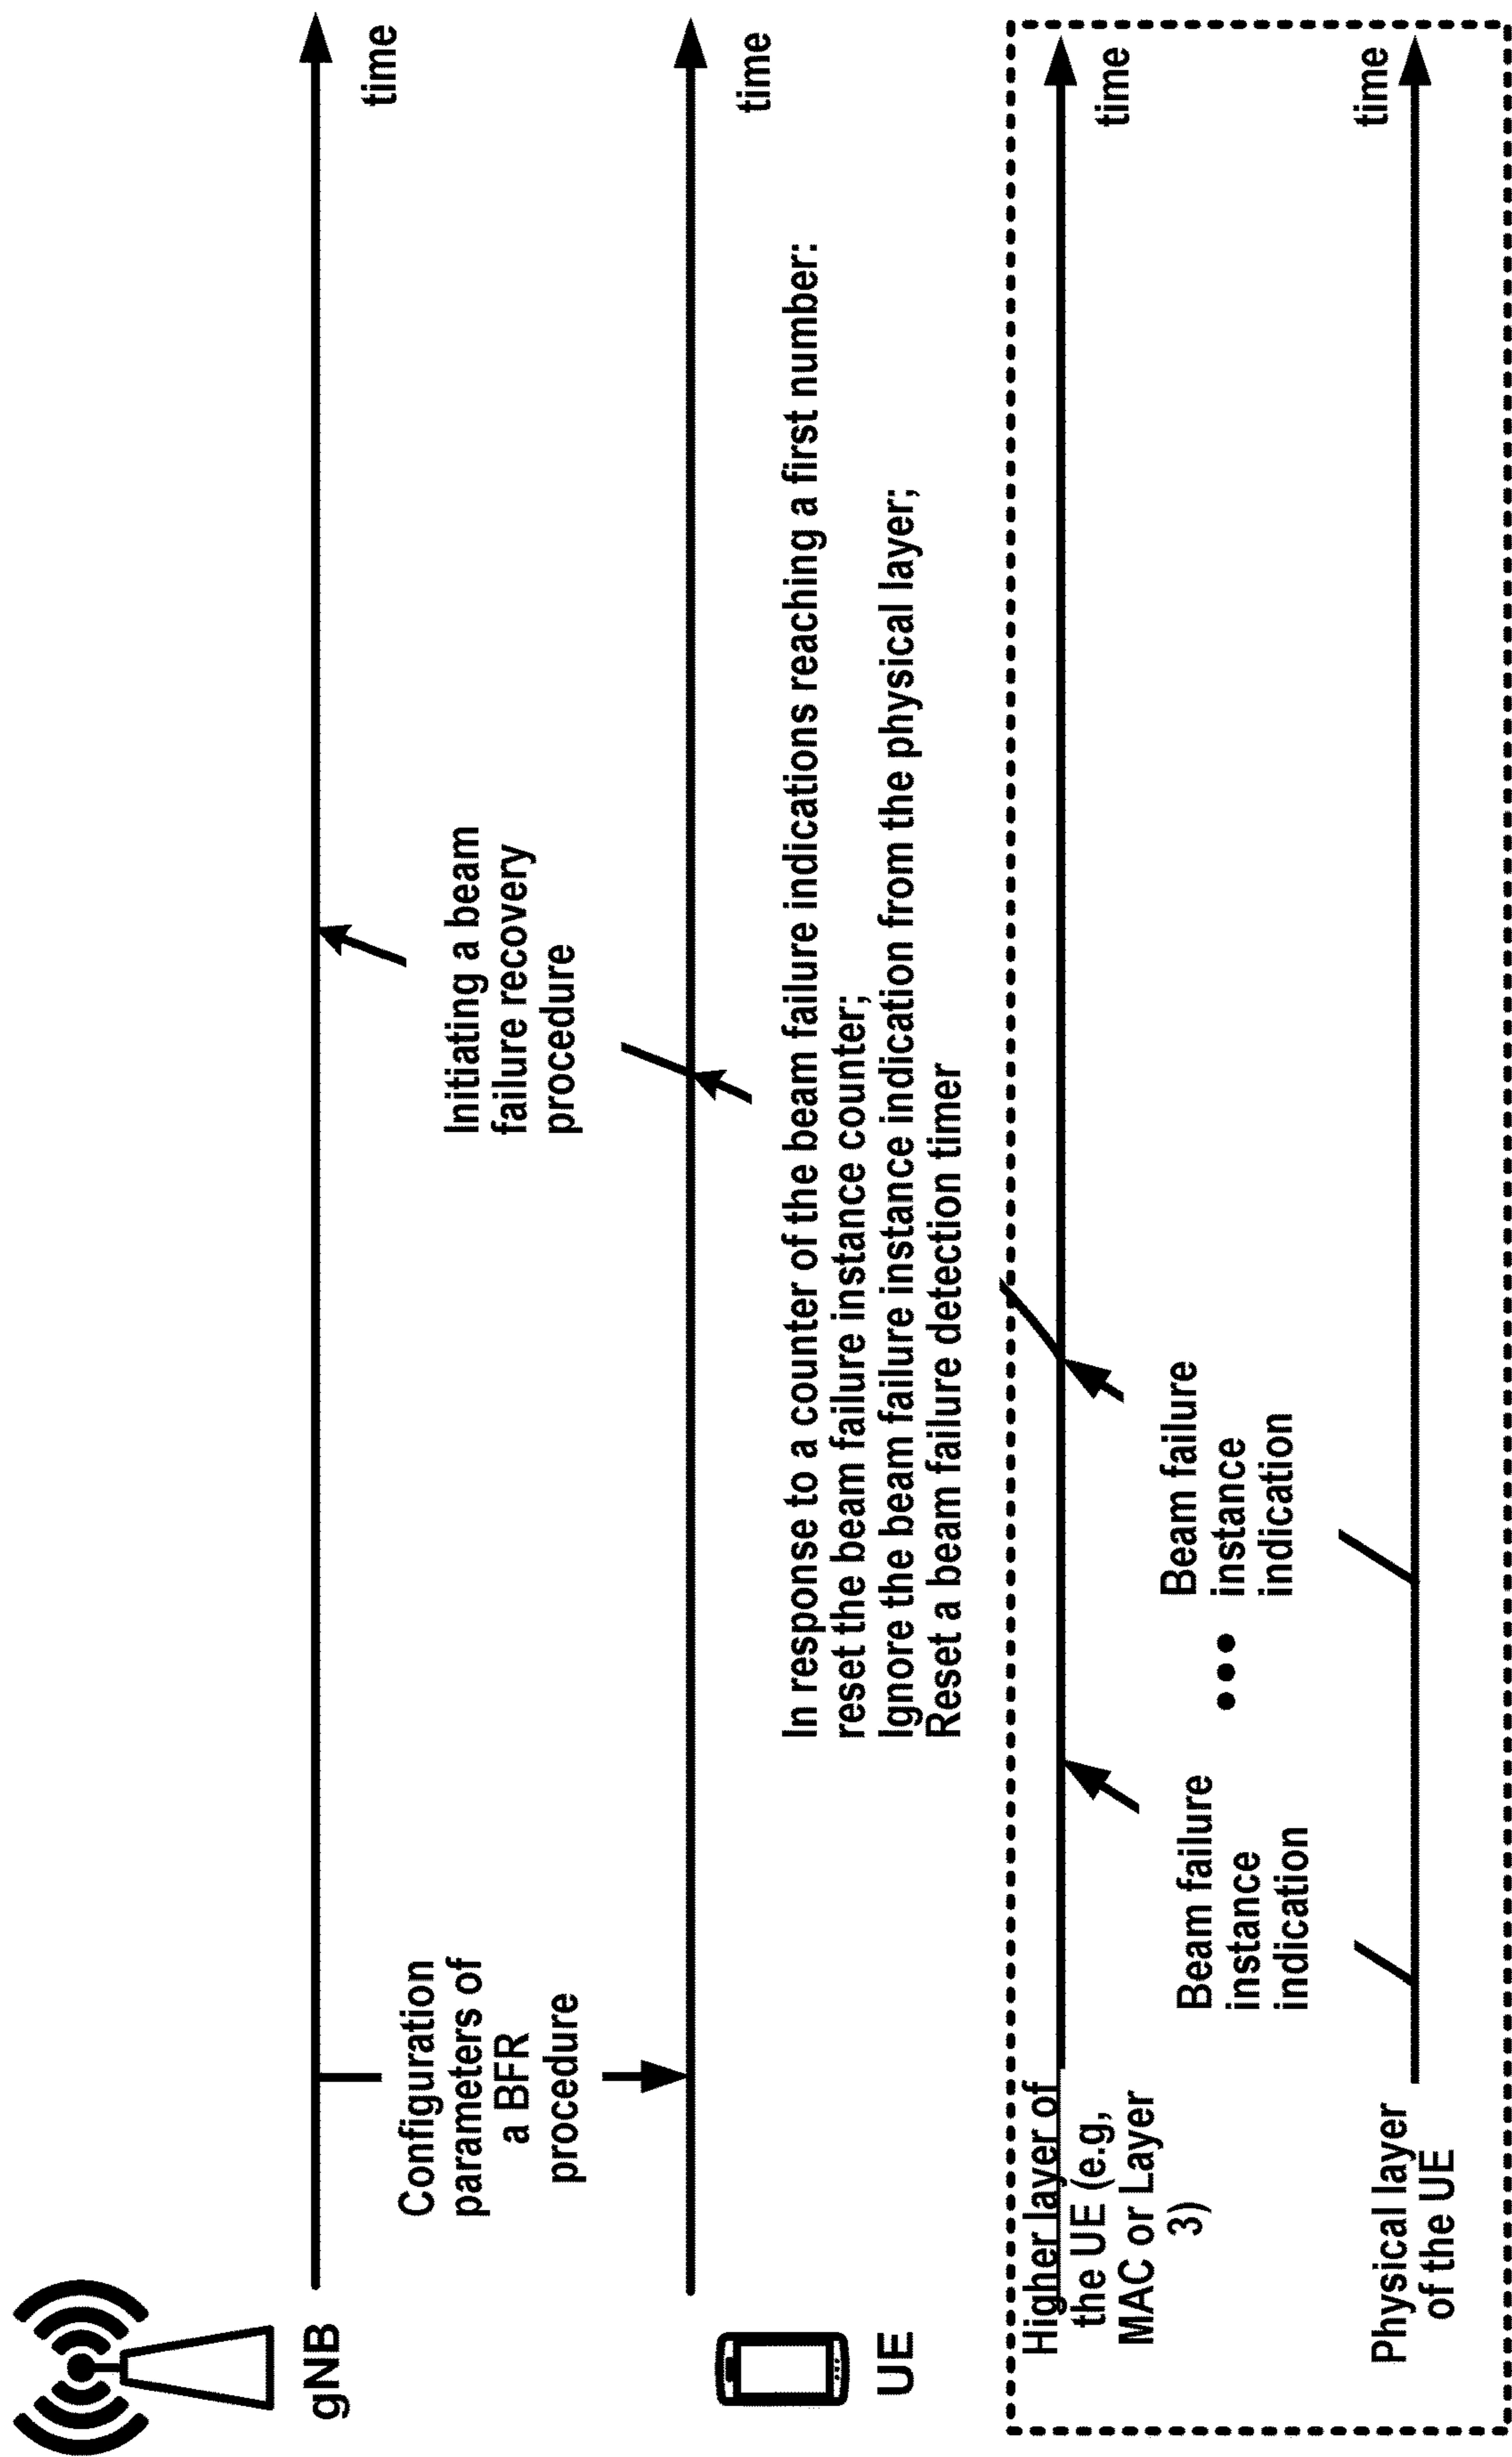 gNB
time
Configuration
parameters of
a BFR
procedure
Initiating a beam
failure recovery
procedure
UE
time
In response to a counter of the beam failure indications reaching a first number:
reset the beam failure instance counter;
Ignore the beam failure instance indication from the physical layer;
Reset a beam failure detection timer
Higher layer of
the UE (e.g,
MAC or Layer
3)
time
Beam failure
instance
indication
Beam failure
instance
indication
Physical layer
of the UE
time